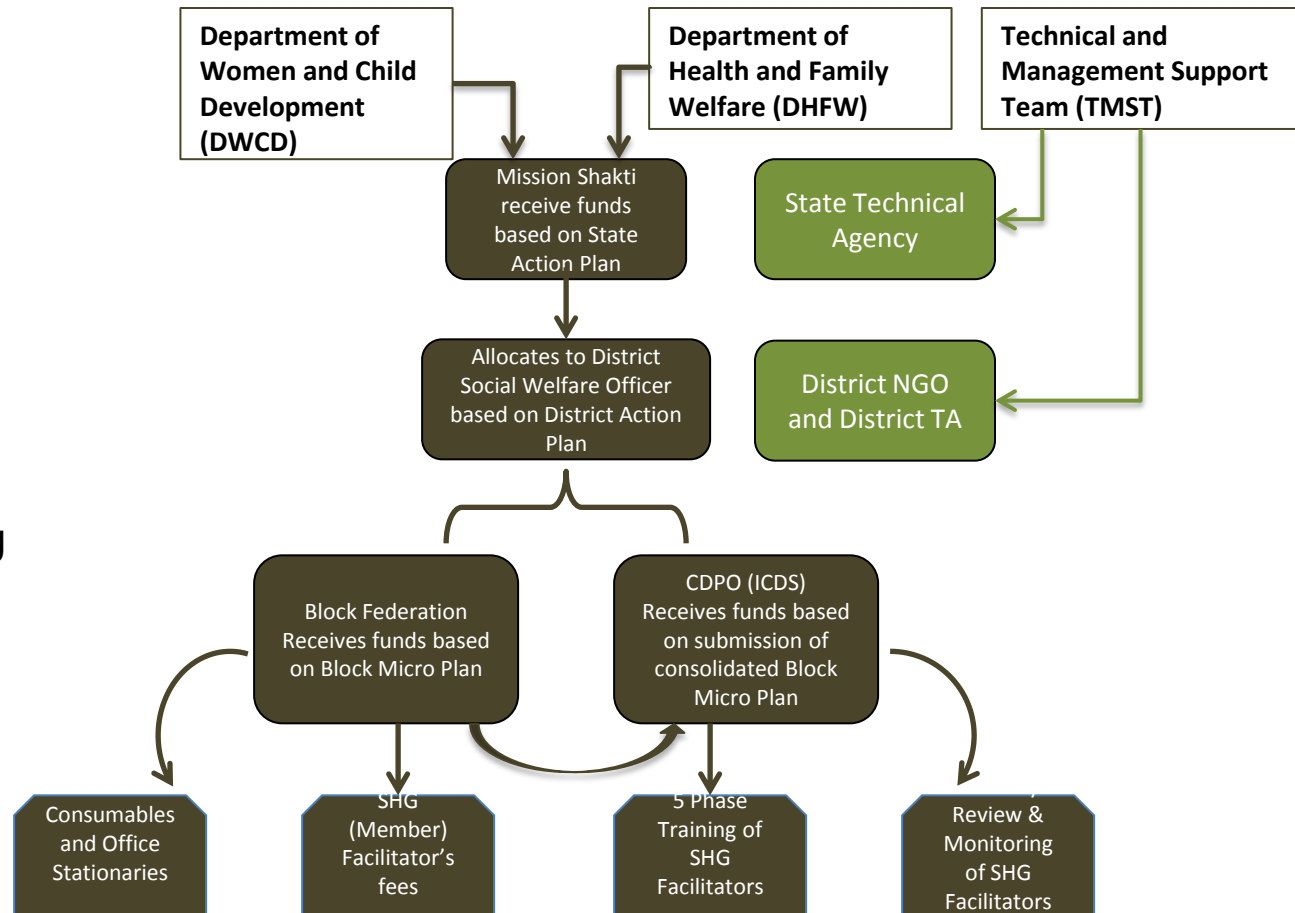 Department of
Women and Child
Development
(DWCD)
Department of
Health and Family
Welfare (DHFW)
Technical and
Management Support
Team (TMST)
Mission Shakti
receive funds
based on State
Action Plan
State Technical
Agency
Allocates to District
Social Welfare Officer
based on District Action
Plan
District NGO
and District TA
Block Federation
Receives funds based
on Block Micro Plan
CDPO (ICDS)
Receives funds based
on submission of
consolidated Block
Micro Plan
Consumables
and Office
Stationaries
SHG
(Member)
Facilitator’s
fees
5 Phase
Training of
SHG
Facilitators
Review &
Monitoring
of SHG
Facilitators